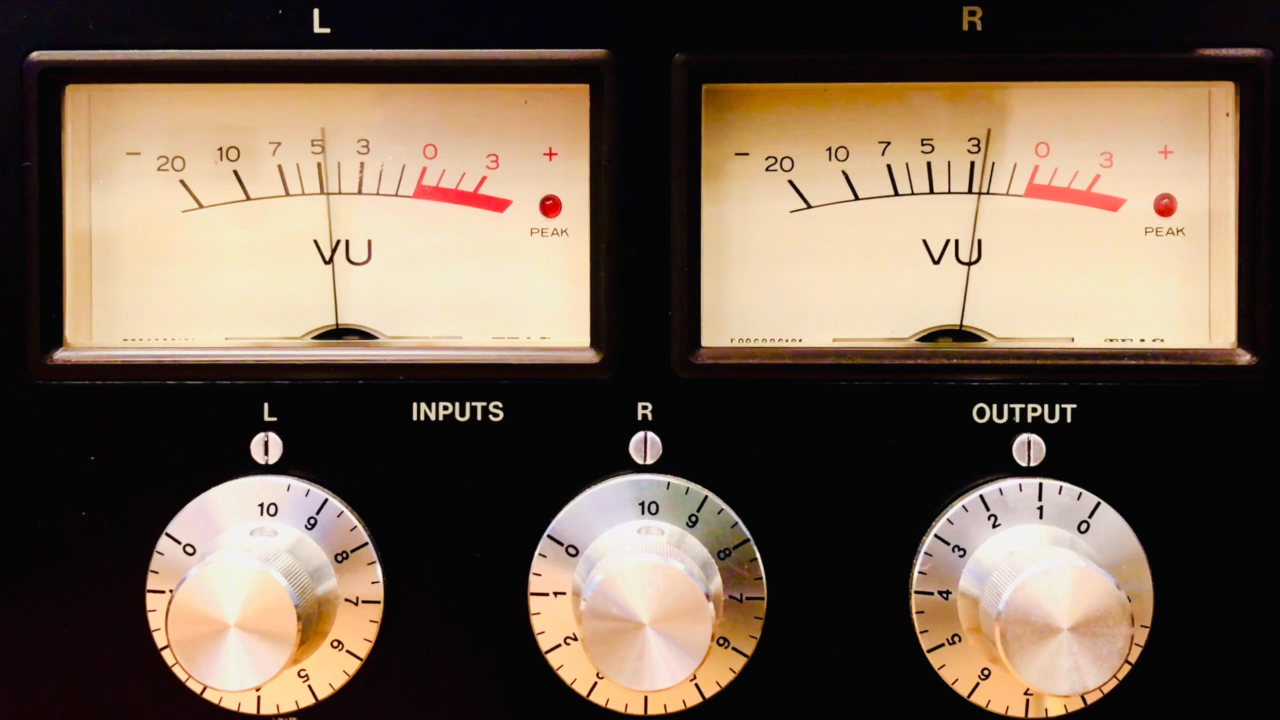 L R
− 20 10 7 5 3 0 3 +
PEAK
VU
− 20 10 7 5 3 0 3 +
PEAK
VU
TEAC
L INPUTS R OUTPUT
10 9 8 7 6 5 0
10 9 8 7 6 0 1 2
0 1 2 3 4 5 6